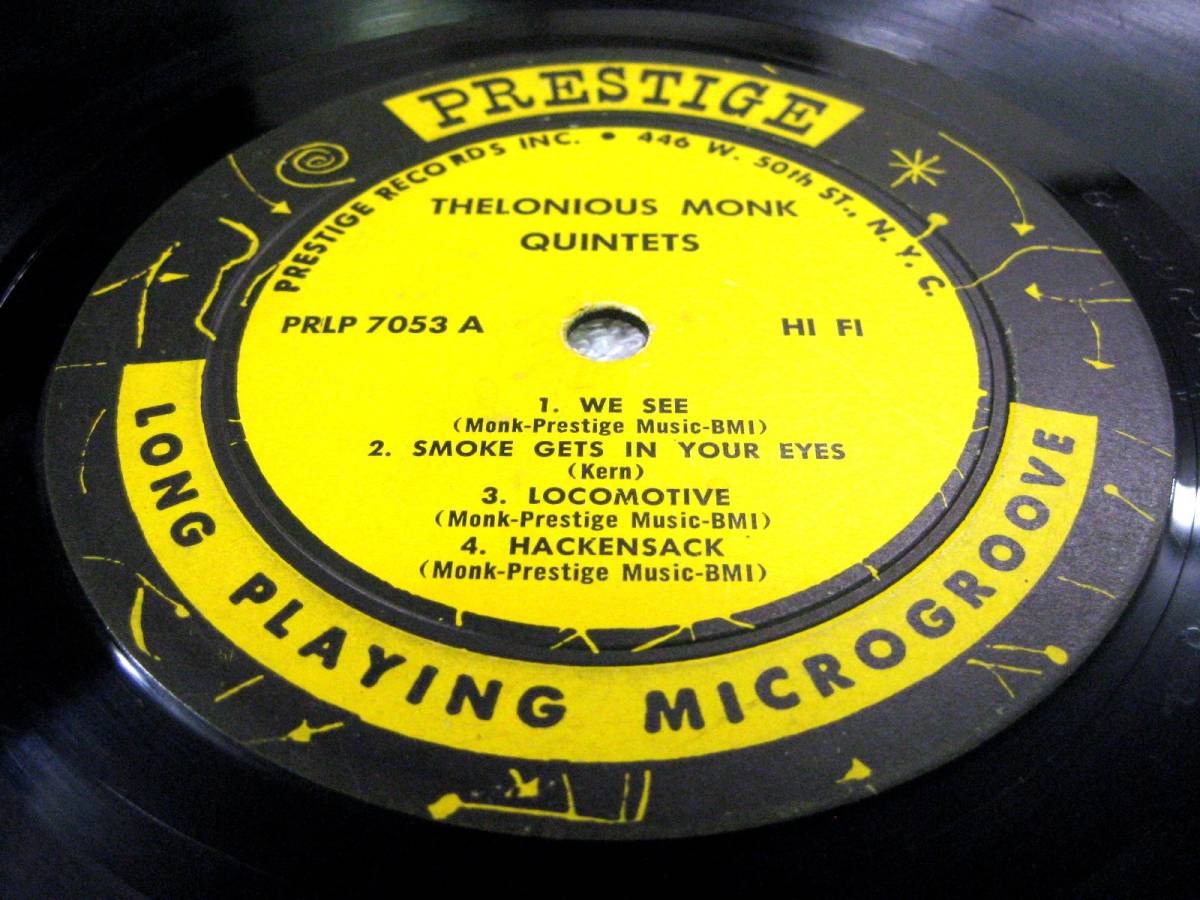 PRESTIGE
PRESTIGE RECORDS INC. • 446 W. 50th ST., N.Y.C.
THELONIOUS MONK
QUINTETS
PRLP 7053 A
HI FI
1. WE SEE
(Monk-Prestige Music-BMI)
2. SMOKE GETS IN YOUR EYES
(Kern)
3. LOCOMOTIVE
(Monk-Prestige Music-BMI)
4. HACKENSACK
(Monk-Prestige Music-BMI)
LONG PLAYING MICROGROOVE